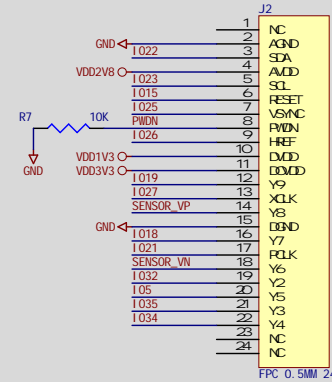 J2
1 NC
GND 2 AGND
IO22 3 SDA
VDD2V8 4 AVDD
IO23 5 SCL
IO15 6 RESET
IO25 7 VSYNC
R7 10K PWDN 8 PWDN
IO26 9 HREF
GND
VDD1V3 10 DVDD
VDD3V3 11 DOVDD
IO19 12 Y9
IO27 13 XCLK
SENSOR_VP 14 Y8
GND 15 DGND
IO18 16 Y7
IO21 17 PCLK
SENSOR_VN 18 Y6
IO32 19 Y2
IO5 20 Y5
IO35 21 Y3
IO34 22 Y4
23 NC
24 NC
FPC 0.5MM